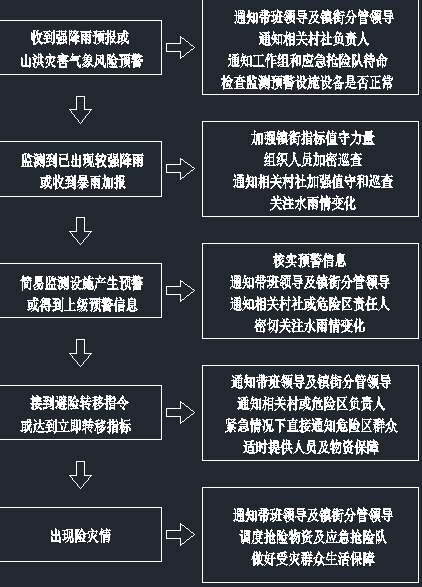 收到强降雨预报或
山洪灾害气象风险预警
通知带班领导及镇街分管领导
通知相关村社负责人
通知工作组和应急抢险队待命
检查监测预警设施设备是否正常
监测到已出现较强降雨
或收到暴雨加报
加强镇街指标值守力量
组织人员加密巡查
通知相关村社加强值守和巡查
关注水雨情变化
简易监测设施产生预警
或得到上级预警信息
核实预警信息
通知带班领导及镇街分管领导
通知相关村社或危险区责任人
密切关注水雨情变化
接到避险转移指令
或达到立即转移指标
通知带班领导及镇街分管领导
通知相关村或危险区负责人
紧急情况下直接通知危险区群众
适时提供人员及物资保障
出现险灾情
通知带班领导及镇街分管领导
调度抢险物资及应急抢险队
做好受灾群众生活保障